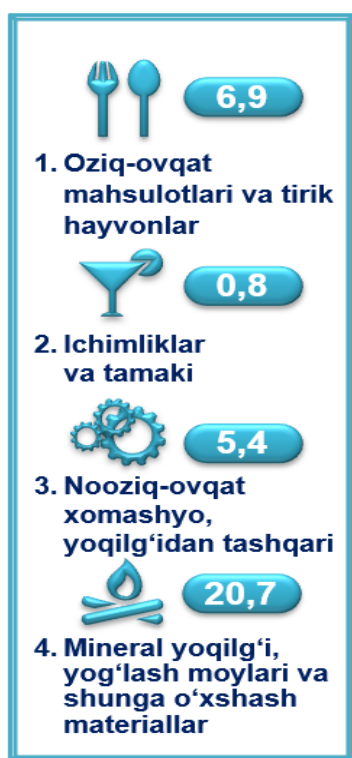 6,9
1. Oziq-ovqat
mahsulotlari va tirik
hayvonlar
0,8
2. Ichimliklar
va tamaki
5,4
3. Nooziq-ovqat
xomashyo,
yoqilg‘idan tashqari
20,7
4. Mineral yoqilg‘i,
yog‘lash moylari va
shunga o‘xshash
materiallar